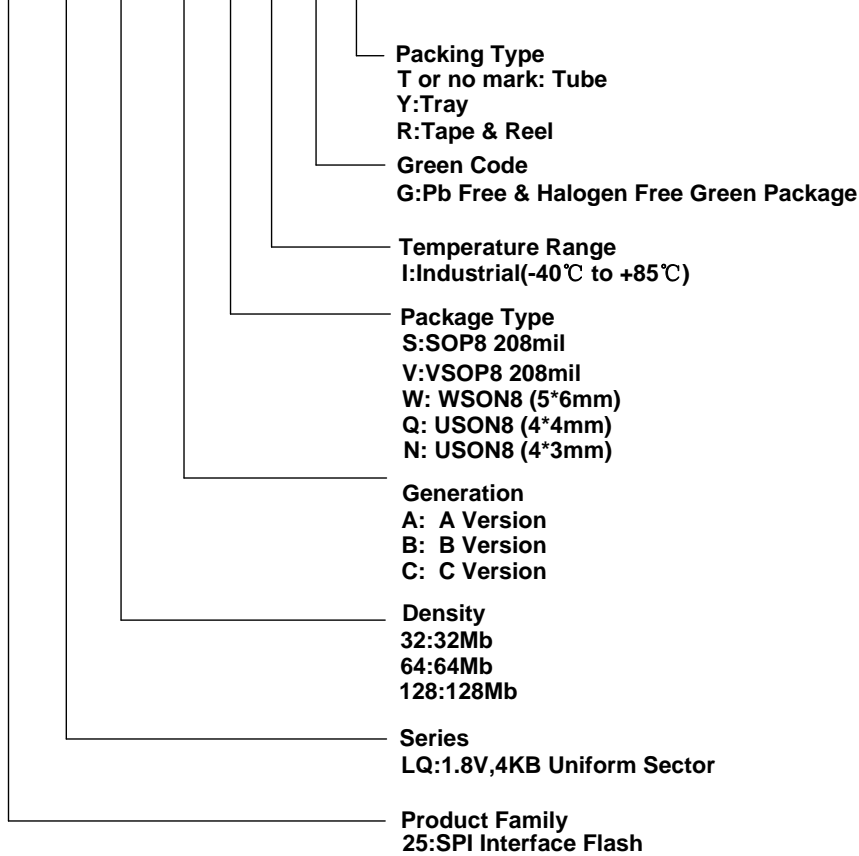 Packing Type
T or no mark: Tube
Y:Tray
R:Tape & Reel
Green Code
G:Pb Free & Halogen Free Green Package
Temperature Range
I:Industrial(-40℃ to +85℃)
Package Type
S:SOP8 208mil
V:VSOP8 208mil
W: WSON8 (5*6mm)
Q: USON8 (4*4mm)
N: USON8 (4*3mm)
Generation
A: A Version
B: B Version
C: C Version
Density
32:32Mb
64:64Mb
128:128Mb
Series
LQ:1.8V,4KB Uniform Sector
Product Family
25:SPI Interface Flash